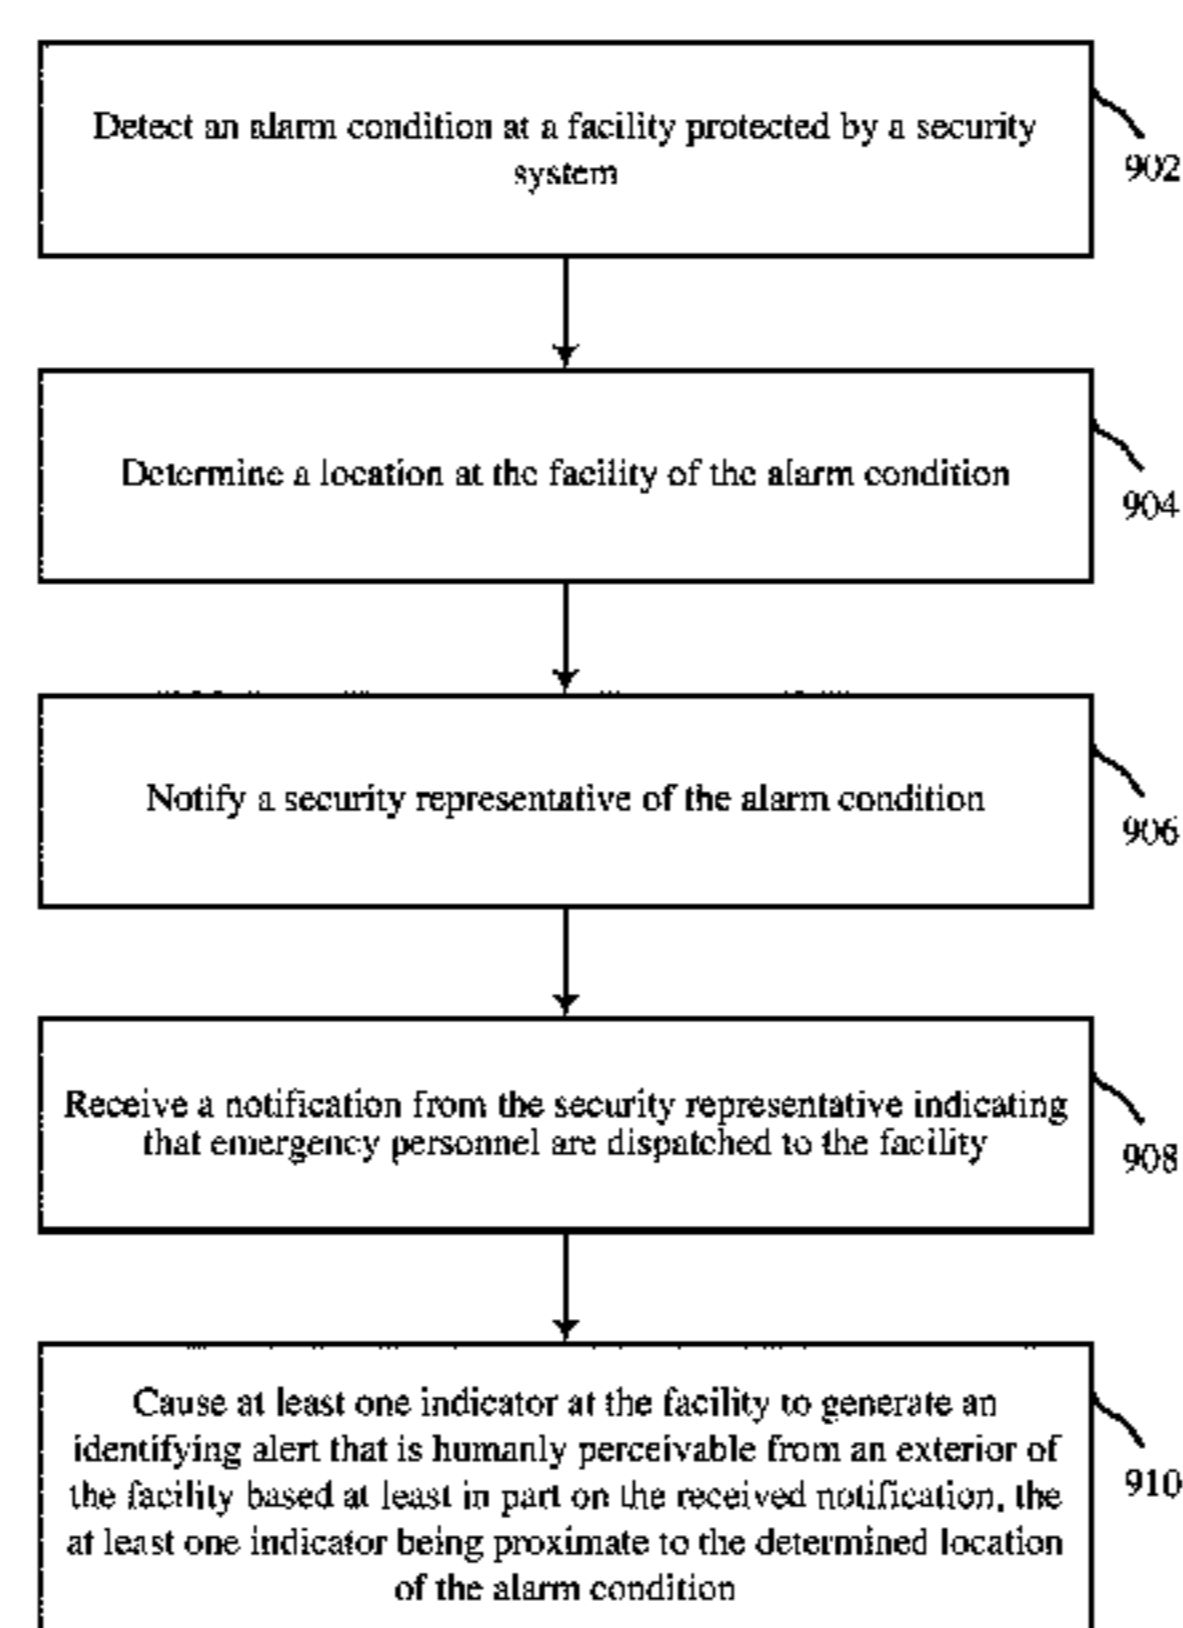 Detect an alarm condition at a facility protected by a security
system
902
Determine a location at the facility of the alarm condition
904
Notify a security representative of the alarm condition
906
Receive a notification from the security representative indicating
that emergency personnel are dispatched to the facility
908
Cause at least one indicator at the facility to generate an
identifying alert that is humanly perceivable from an exterior of
the facility based at least in part on the received notification, the
at least one indicator being proximate to the determined location
of the alarm condition
910